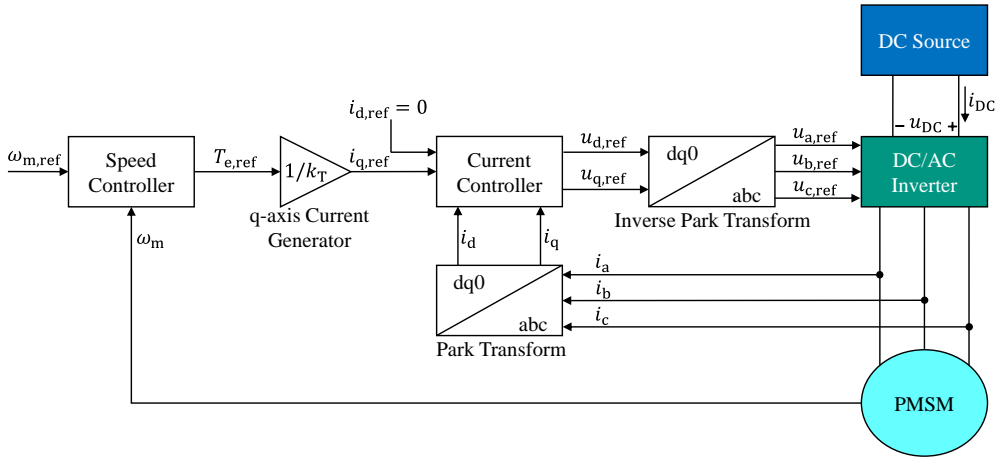 DC Source
i_DC
− u_DC +
i_d,ref = 0
ω_m,ref
Speed
Controller
T_e,ref
1/k_T
i_q,ref
q-axis Current
Generator
Current
Controller
u_d,ref
u_q,ref
dq0
abc
Inverse Park Transform
u_a,ref
u_b,ref
u_c,ref
DC/AC
Inverter
ω_m
i_d
i_q
dq0
abc
Park Transform
i_a
i_b
i_c
PMSM